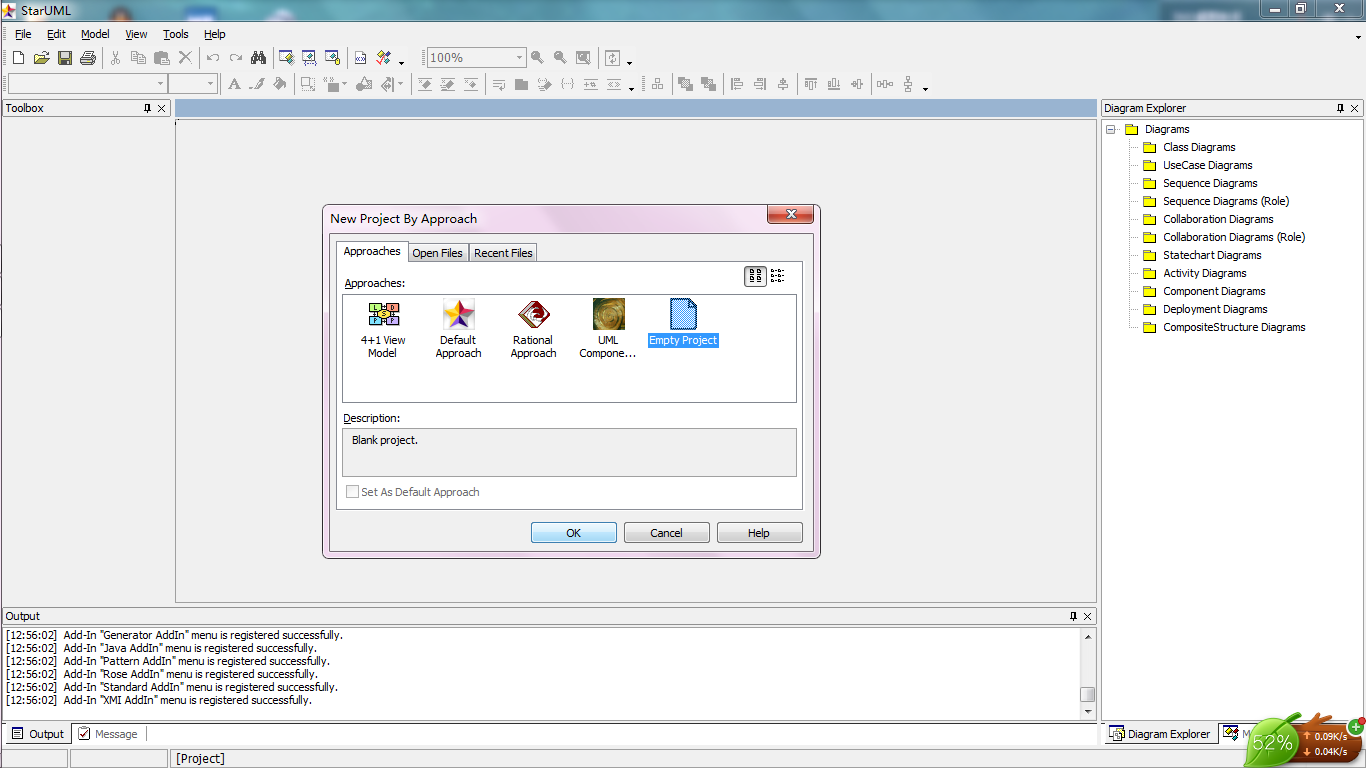 StarUML
File Edit Model View Tools Help
100%
Toolbox
Diagram Explorer
Diagrams
Class Diagrams
UseCase Diagrams
Sequence Diagrams
Sequence Diagrams (Role)
Collaboration Diagrams
Collaboration Diagrams (Role)
Statechart Diagrams
Activity Diagrams
Component Diagrams
Deployment Diagrams
CompositeStructure Diagrams
New Project By Approach
Approaches Open Files Recent Files
Approaches:
4+1 View Model
Default Approach
Rational Approach
UML Compone...
Empty Project
Description:
Blank project.
Set As Default Approach
OK Cancel Help
Output
[12:56:02] Add-In "Generator AddIn" menu is registered successfully.
[12:56:02] Add-In "Java AddIn" menu is registered successfully.
[12:56:02] Add-In "Pattern AddIn" menu is registered successfully.
[12:56:02] Add-In "Rose AddIn" menu is registered successfully.
[12:56:02] Add-In "Standard AddIn" menu is registered successfully.
[12:56:02] Add-In "XMI AddIn" menu is registered successfully.
Output Message
Diagram Explorer
52%
0.09K/s
0.04K/s
[Project]